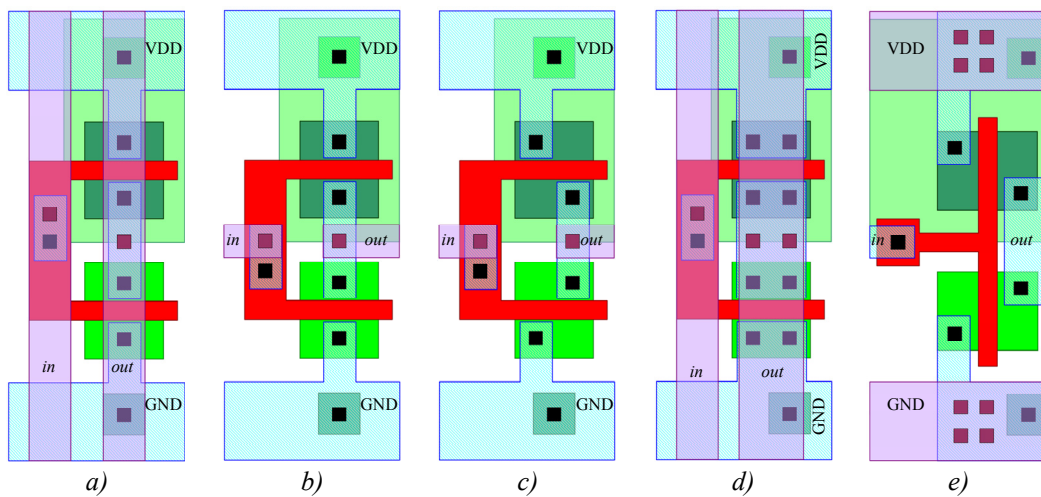 VDD
VDD
VDD
VDD
VDD
in
out
in
out
in
out
in
out
in
out
GND
GND
GND
GND
GND
a)
b)
c)
d)
e)